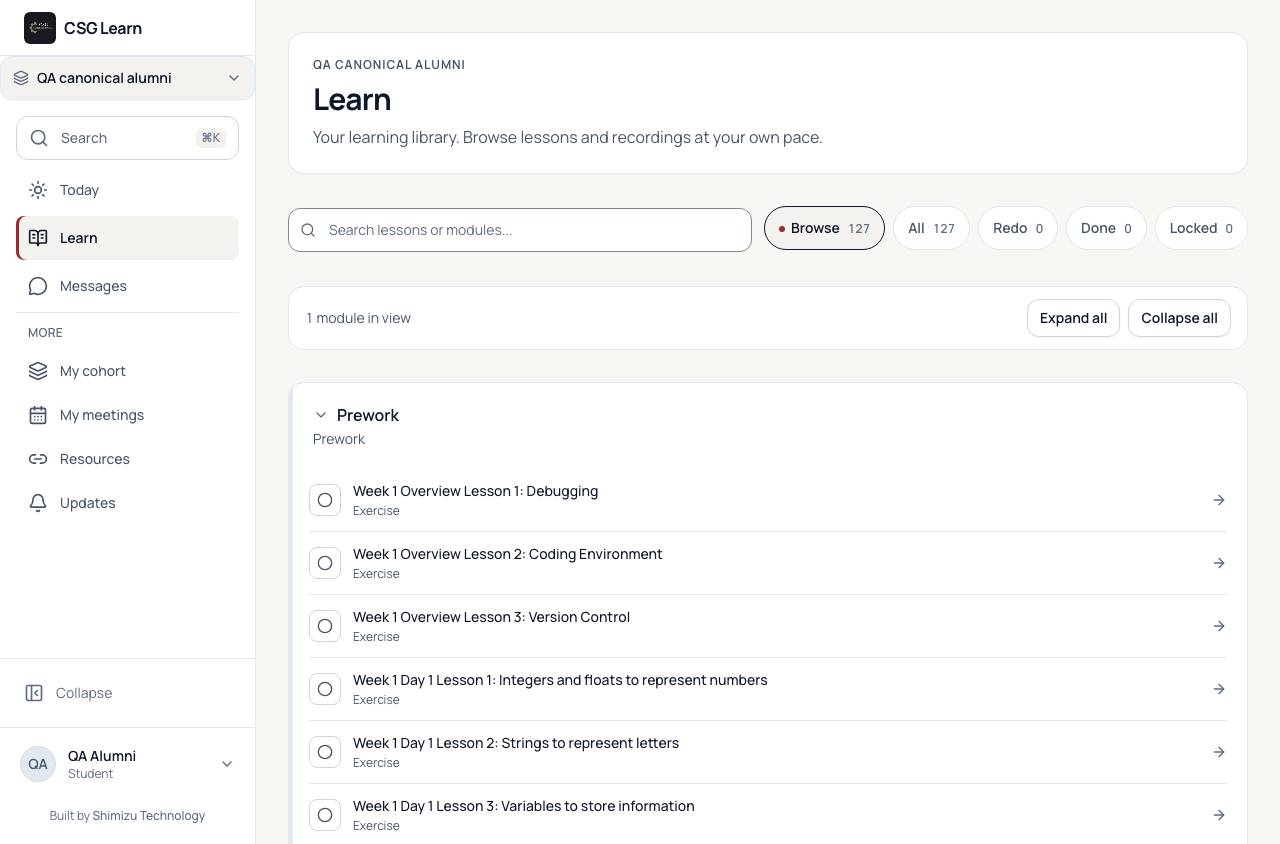 CSG Learn
QA canonical alumni
Search ⌘K
Today
Learn
Messages
MORE
My cohort
My meetings
Resources
Updates
Collapse
QA
QA Alumni
Student
Built by Shimizu Technology
QA CANONICAL ALUMNI
Learn
Your learning library. Browse lessons and recordings at your own pace.
Search lessons or modules...
Browse 127
All 127
Redo 0
Done 0
Locked 0
1 module in view
Expand all
Collapse all
Prework
Prework
Week 1 Overview Lesson 1: Debugging
Exercise
Week 1 Overview Lesson 2: Coding Environment
Exercise
Week 1 Overview Lesson 3: Version Control
Exercise
Week 1 Day 1 Lesson 1: Integers and floats to represent numbers
Exercise
Week 1 Day 1 Lesson 2: Strings to represent letters
Exercise
Week 1 Day 1 Lesson 3: Variables to store information
Exercise